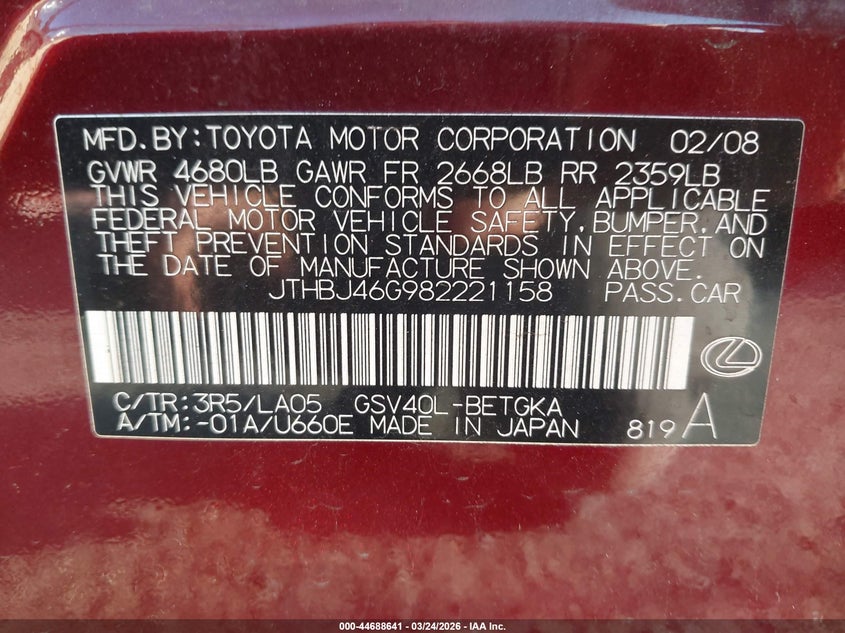 MFD.BY:TOYOTA MOTOR CORPORATION 02/08
GVWR 4680LB GAWR FR 2668LB RR 2359LB
THIS VEHICLE CONFORMS TO ALL APPLICABLE
FEDERAL MOTOR VEHICLE SAFETY,BUMPER,AND
THEFT PREVENTION STANDARDS IN EFFECT ON
THE DATE OF MANUFACTURE SHOWN ABOVE.
JTHBJ46G982221158 PASS.CAR
C/TR:3R5/LA05 GSV40L-BETGKA
A/TM:-01A/U660E MADE IN JAPAN 819A
000-44688641 | 03/24/2026 | IAA Inc.